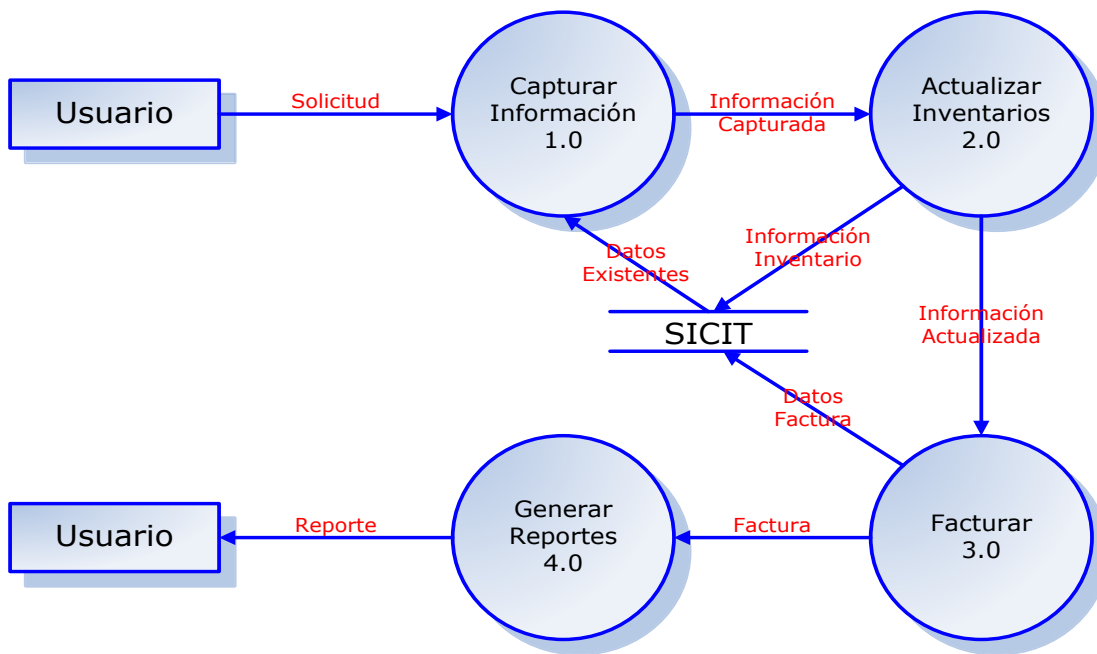 Usuario
Solicitud
Capturar
Información
1.0
Información
Capturada
Actualizar
Inventarios
2.0
Datos
Existentes
Información
Inventario
SICIT
Información
Actualizada
Datos
Factura
Usuario
Reporte
Generar
Reportes
4.0
Factura
Facturar
3.0